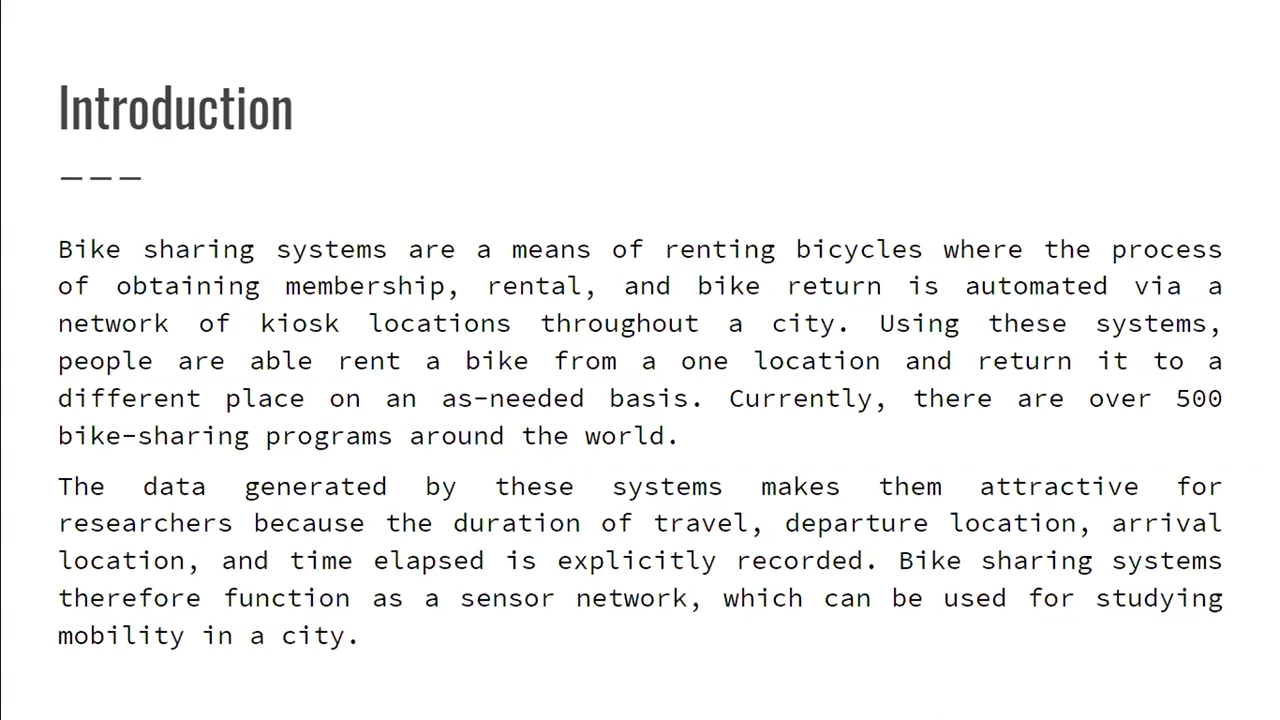 Introduction
Bike sharing systems are a means of renting bicycles where the process
of obtaining membership, rental, and bike return is automated via a
network of kiosk locations throughout a city. Using these systems,
people are able rent a bike from a one location and return it to a
different place on an as-needed basis. Currently, there are over 500
bike-sharing programs around the world.
The data generated by these systems makes them attractive for
researchers because the duration of travel, departure location, arrival
location, and time elapsed is explicitly recorded. Bike sharing systems
therefore function as a sensor network, which can be used for studying
mobility in a city.